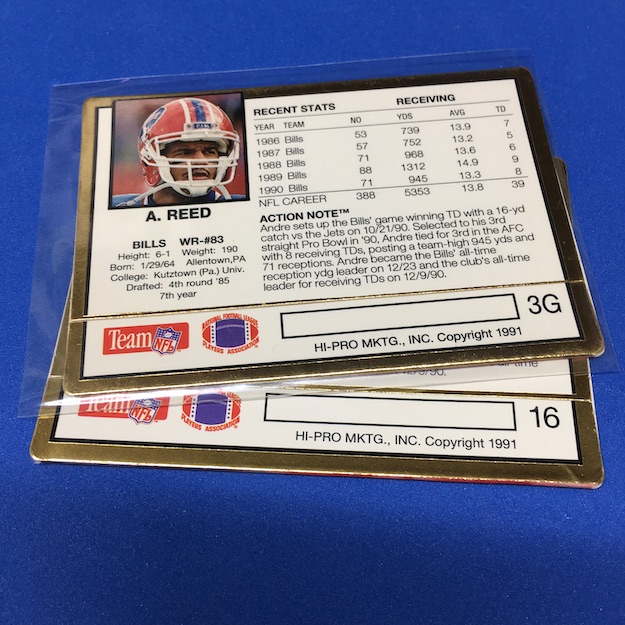 A. REED
BILLS WR-#83
Height: 6-1 Weight: 190
Born: 1/29/64 Allentown,PA
College: Kutztown (Pa.) Univ.
Drafted: 4th round '85
7th year
RECENT STATS RECEIVING
YEAR TEAM NO YDS AVG TD
1986 Bills 53 739 13.9 7
1987 Bills 57 752 13.2 5
1988 Bills 71 968 13.6 6
1989 Bills 88 1312 14.9 9
1990 Bills 71 945 13.3 8
NFL CAREER 388 5353 13.8 39
ACTION NOTE™
Andre sets up the Bills' game winning TD with a 16-yd
catch vs the Jets on 10/21/90. Selected to his 3rd
straight Pro Bowl in '90, Andre tied for 3rd in the AFC
with 8 receiving TDs, posting a team-high 945 yds and
71 receptions. Andre became the Bills' all-time
reception ydg leader on 12/23 and the club's all-time
leader for receiving TDs on 12/9/90.
Team NFL
NATIONAL FOOTBALL LEAGUE
PLAYERS ASSOCIATION
3G
HI-PRO MKTG., INC. Copyright 1991
all-time
12/9/90.
Team NFL
PLAYERS ASSOCIATION
16
HI-PRO MKTG., INC. Copyright 1991